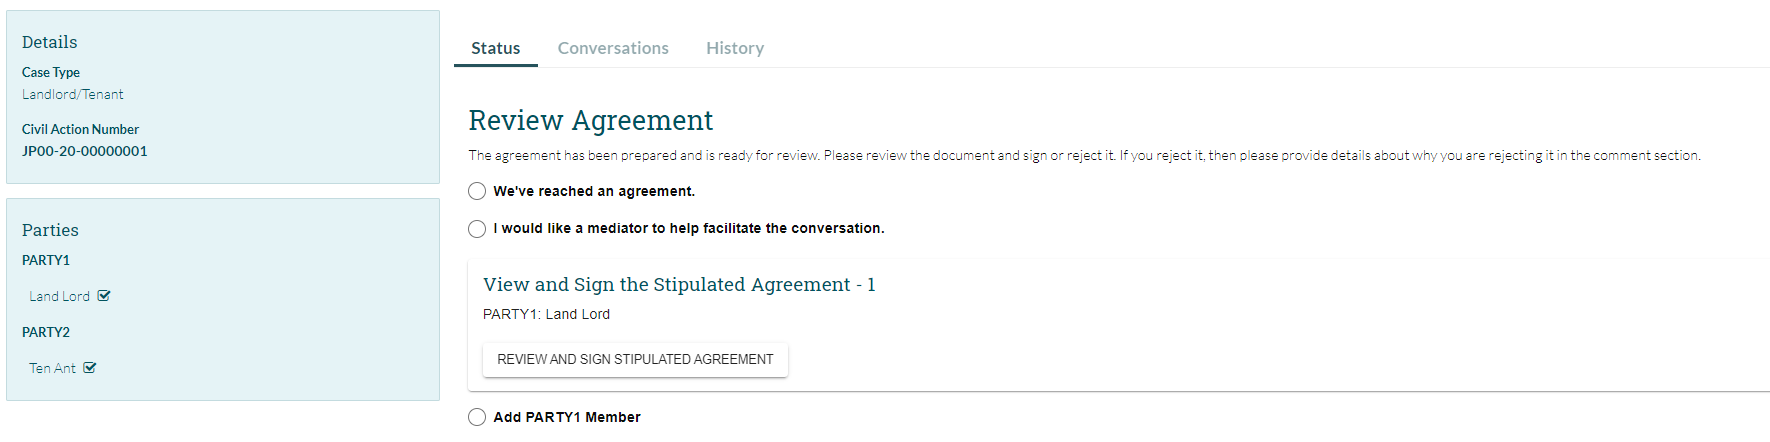 Details
Case Type
Landlord/Tenant
Civil Action Number
JP00-20-00000001
Parties
PARTY1
Land Lord
PARTY2
Ten Ant
Status Conversations History
Review Agreement
The agreement has been prepared and is ready for review. Please review the document and sign or reject it. If you reject it, then please provide details about why you are rejecting it in the comment section.
We've reached an agreement.
I would like a mediator to help facilitate the conversation.
View and Sign the Stipulated Agreement - 1
PARTY1: Land Lord
REVIEW AND SIGN STIPULATED AGREEMENT
Add PARTY1 Member